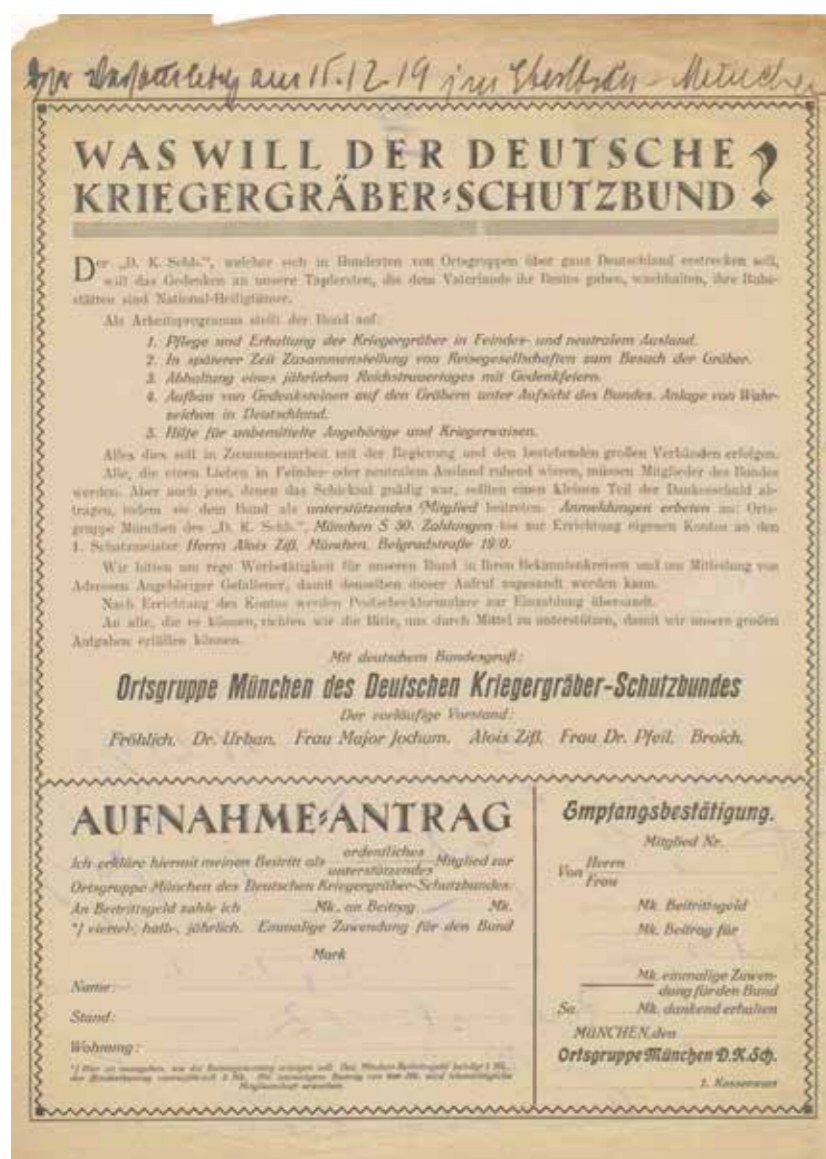 am 15.12.19 im Eberlbräu - München
WAS WILL DER DEUTSCHE
KRIEGERGRÄBER-SCHUTZBUND?
Der „D. K. Schb.", welcher sich in Hunderten von Ortsgruppen über ganz Deutschland erstrecken soll,
will das Gedenken an unsere Tapfersten, die dem Vaterlande ihr Bestes gaben, wachhalten, ihre Ruhe-
stätten sind National-Heiligtümer.
Als Arbeitsprogramm stellt der Bund auf:
1. Pflege und Erhaltung der Kriegergräber in Feindes- und neutralem Ausland.
2. In späterer Zeit Zusammenstellung von Reisegesellschaften zum Besuch der Gräber.
3. Abhaltung eines jährlichen Reichstrauertages mit Gedenkfeiern.
4. Aufbau von Gedenksteinen auf den Gräbern unter Aufsicht des Bundes. Anlage von Wahr-
zeichen in Deutschland.
5. Hilfe für unbemittelte Angehörige und Kriegerwaisen.
Alles dies soll in Zusammenarbeit mit der Regierung und den bestehenden großen Verbänden erfolgen.
Alle, die einen Lieben in Feindes- oder neutralem Ausland ruhend wissen, müssen Mitglieder des Bundes
werden. Aber auch jene, denen das Schicksal gnädig war, sollten einen kleinen Teil der Dankesschuld ab-
tragen, indem sie dem Bund als unterstützendes Mitglied beitreten. Anmeldungen erbeten an: Orts-
gruppe München des „D. K. Schb.", München S 30. Zahlungen bis zur Errichtung eigenen Kontos an den
1. Schatzmeister Herrn Alois Ziß, München, Belgradstraße 19/0.
Wir bitten um rege Werbetätigkeit für unseren Bund in Ihren Bekanntenkreisen und um Mitteilung von
Adressen Angehöriger Gefallener, damit denselben dieser Aufruf zugesandt werden kann.
Nach Errichtung des Kontos werden Postscheckformulare zur Einzahlung übersandt.
An alle, die es können, richten wir die Bitte, uns durch Mittel zu unterstützen, damit wir unsere großen
Aufgaben erfüllen können.
Mit deutschem Bundesgruß:
Ortsgruppe München des Deutschen Kriegergräber-Schutzbundes
Der vorläufige Vorstand:
Fröhlich, Dr. Urban, Frau Major Jochum, Alois Ziß, Frau Dr. Pfeil, Broich.
AUFNAHME-ANTRAG
Ich erkläre hiermit meinen Beitritt als ordentliches unterstützendes Mitglied zur
Ortsgruppe München des Deutschen Kriegergräber-Schutzbundes.
An Beitrittsgeld zahle ich Mk. an Beitrag Mk.
*) viertel-, halb-, jährlich. Einmalige Zuwendung für den Bund
Mark
Name:
Stand:
Wohnung:
Empfangsbestätigung.
Mitglied Nr.
Von Herrn
Frau
Mk. Beitrittsgeld
Mk. Beitrag für
Mk. einmalige Zuwen-
dung für den Bund
Sa. Mk. dankend erhalten
MÜNCHEN, den
Ortsgruppe München D.K.Sch.
1. Kassenwart